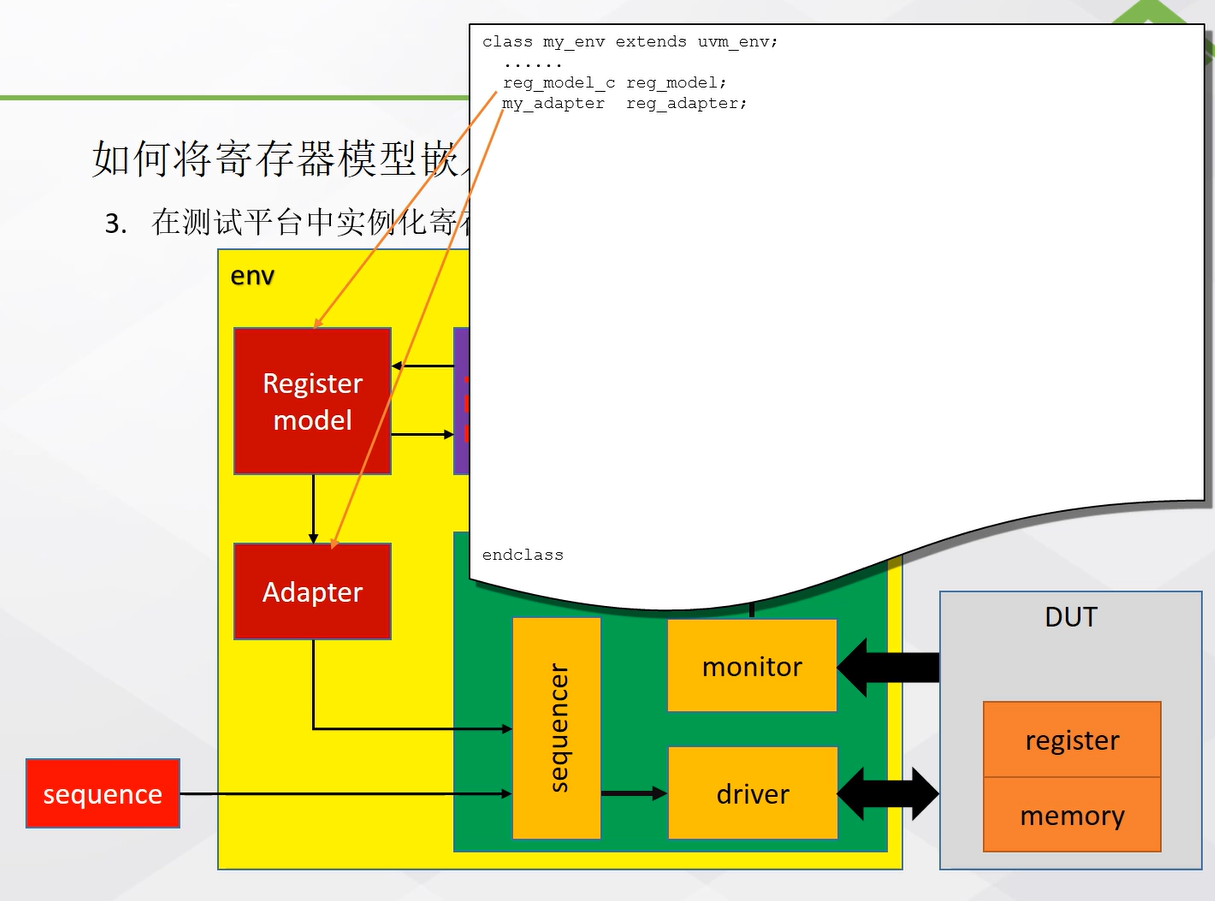 class my_env extends uvm_env;
......
reg_model_c reg_model;
my_adapter  reg_adapter;
endclass
如何将寄存器模型嵌
3. 在测试平台中实例化寄
env
Register
model
Adapter
sequencer
monitor
driver
sequence
DUT
register
memory